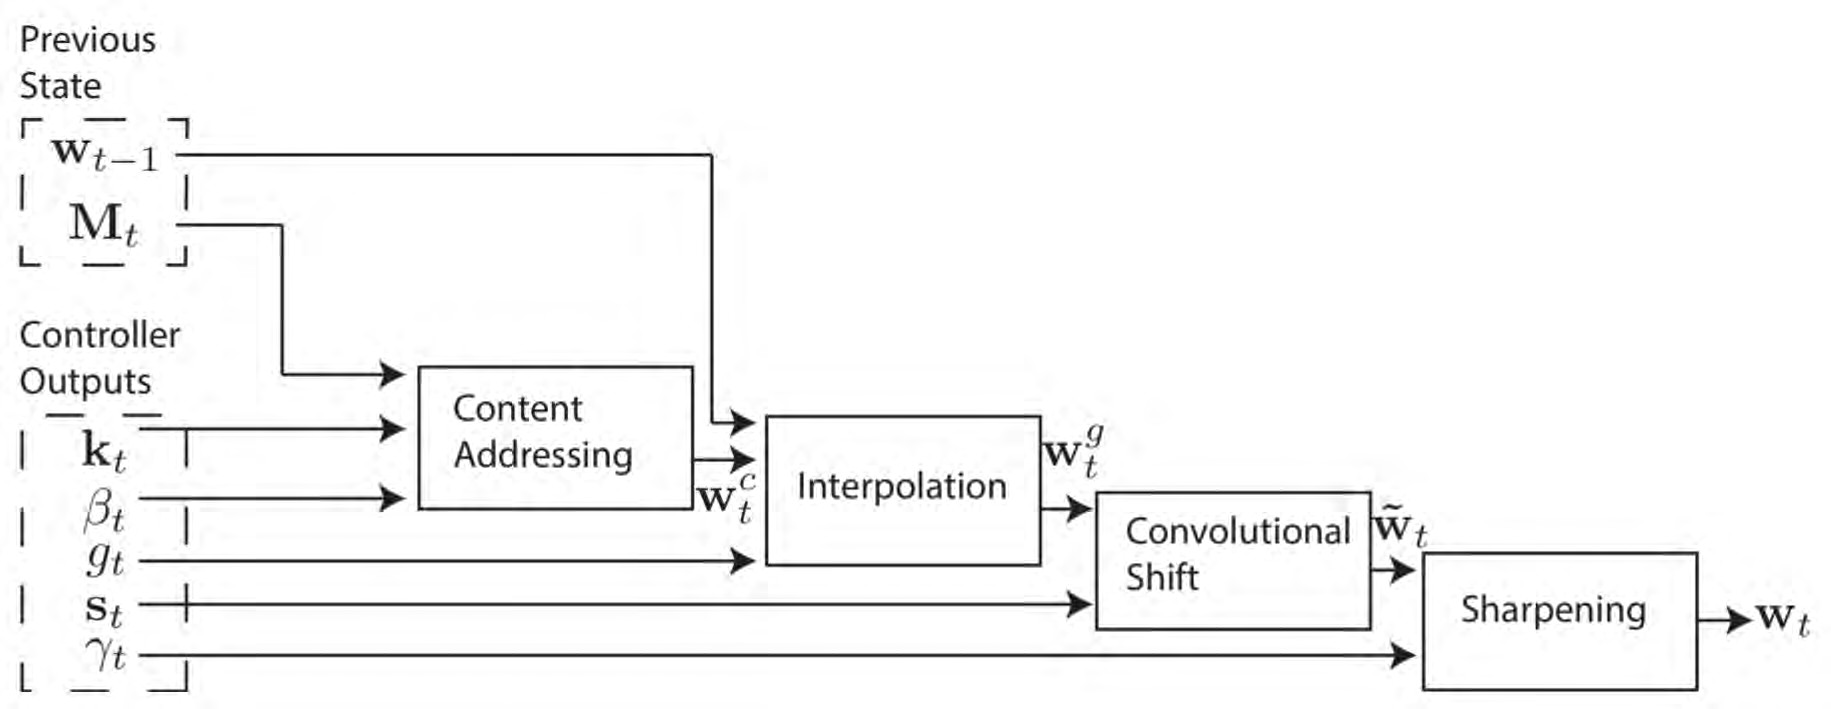 Previous
State
w_{t−1}
M_t
Controller
Outputs
k_t
β_t
g_t
s_t
γ_t
Content
Addressing
w_t^c
Interpolation
w_t^g
Convolutional
Shift
w̃_t
Sharpening
w_t